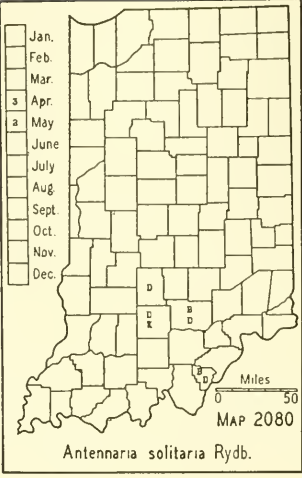 Jan.
Feb.
Mar.
3 Apr.
2 May
June
July
Aug.
Sept.
Oct.
Nov.
Dec.
D
D
K
B
D
B
D
Miles
0 50
MAP 2080
Antennaria solitaria Rydb.